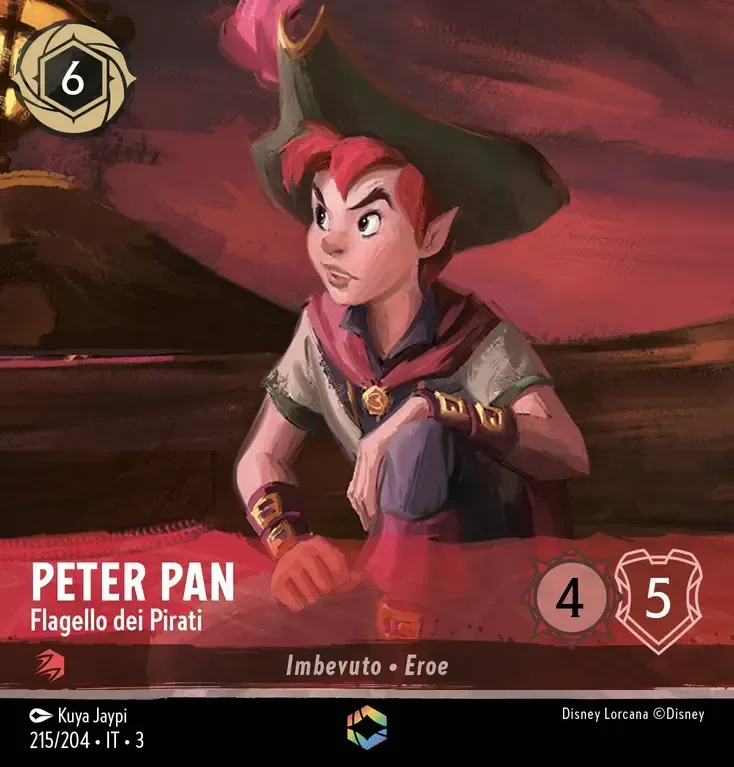 6
PETER PAN
Flagello dei Pirati
4
5
Imbevuto • Eroe
Kuya Jaypi
Disney Lorcana ©Disney
215/204 • IT • 3